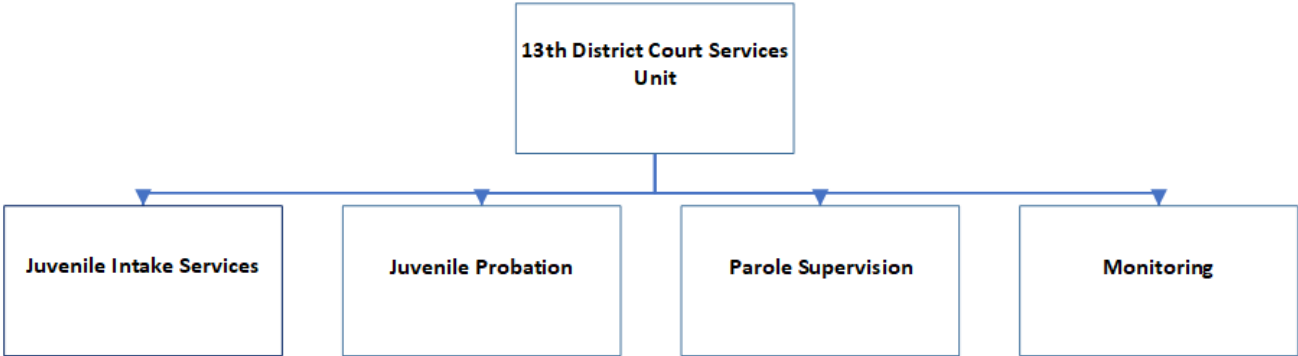 13th District Court Services
Unit
Juvenile Intake Services
Juvenile Probation
Parole Supervision
Monitoring